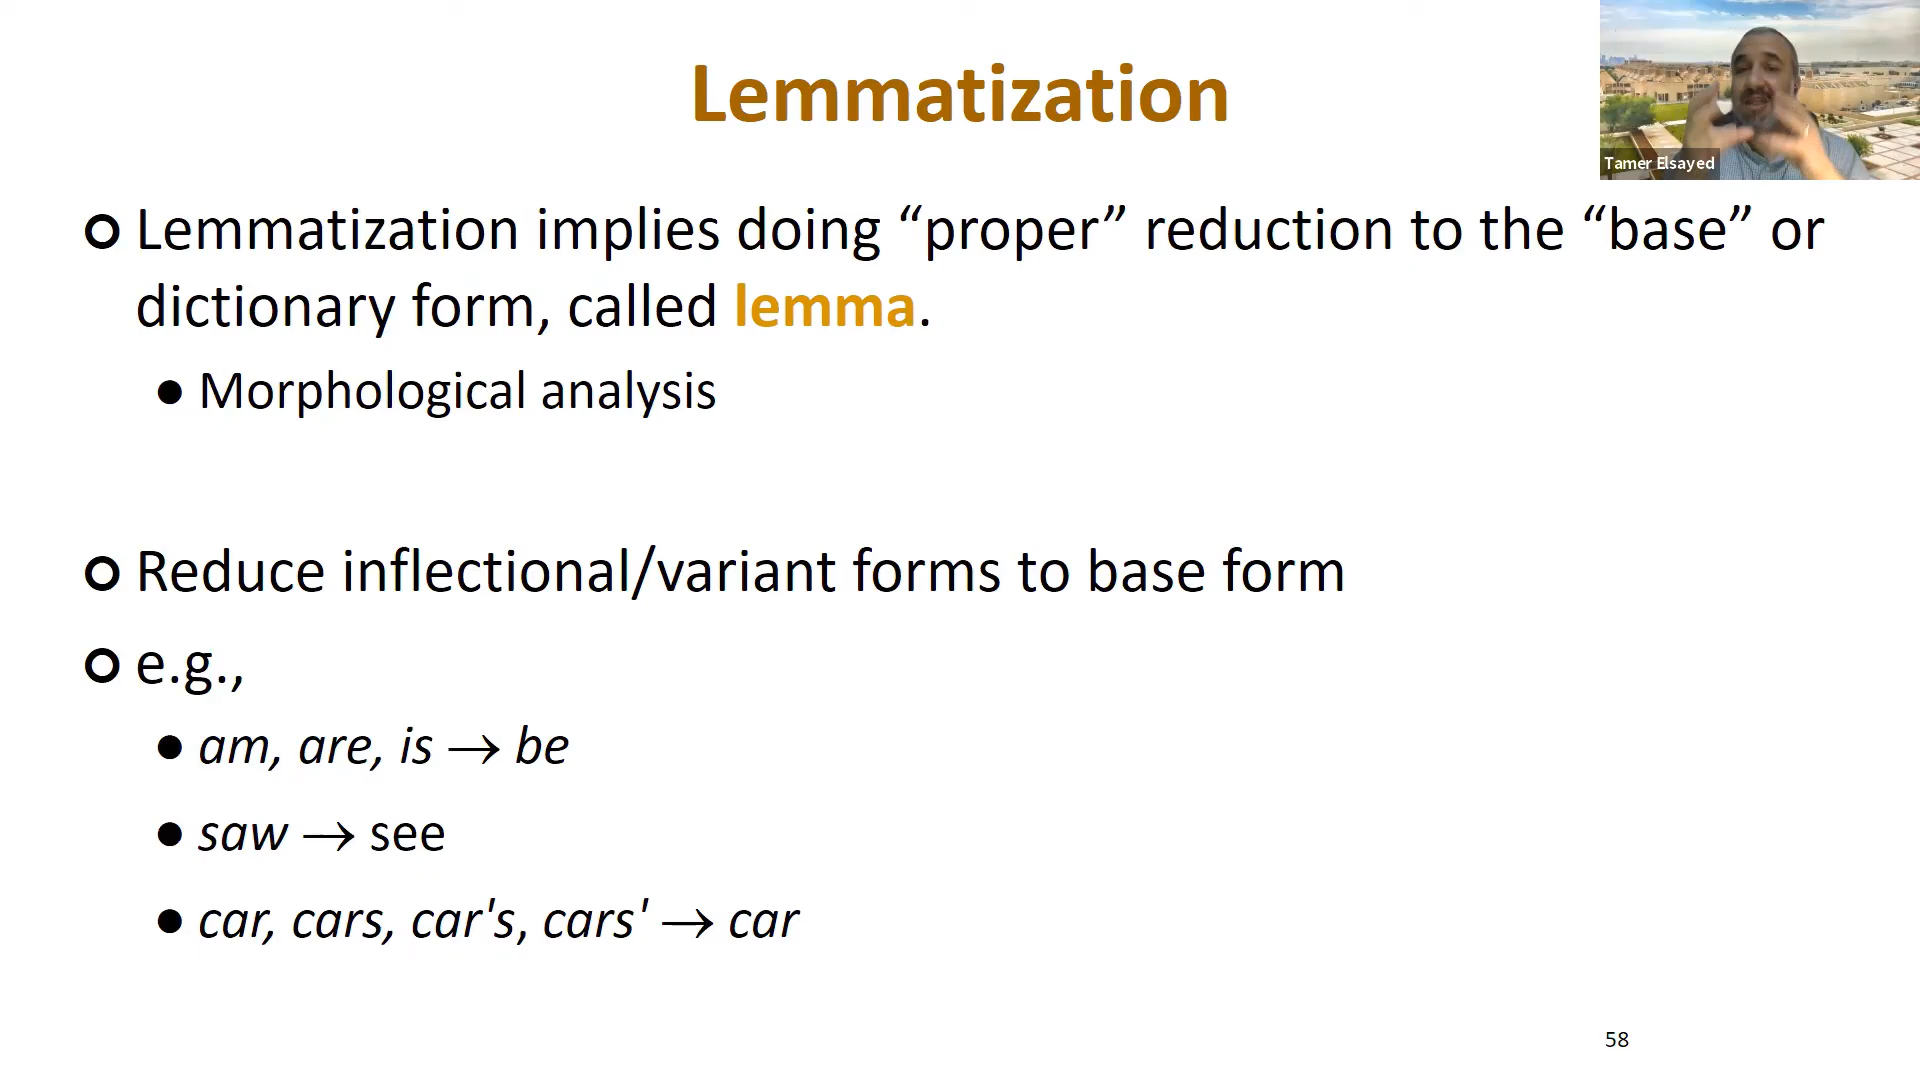 Lemmatization
Tamer Elsayed
Lemmatization implies doing “proper” reduction to the “base” or
dictionary form, called lemma.
● Morphological analysis
Reduce inflectional/variant forms to base form
e.g.,
● am, are, is → be
● saw → see
● car, cars, car's, cars' → car
58